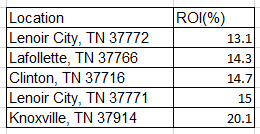 Location ROI(%)
Lenoir City, TN 37772 13.1
Lafollette, TN 37766 14.3
Clinton, TN 37716 14.7
Lenoir City, TN 37771 15
Knoxville, TN 37914 20.1